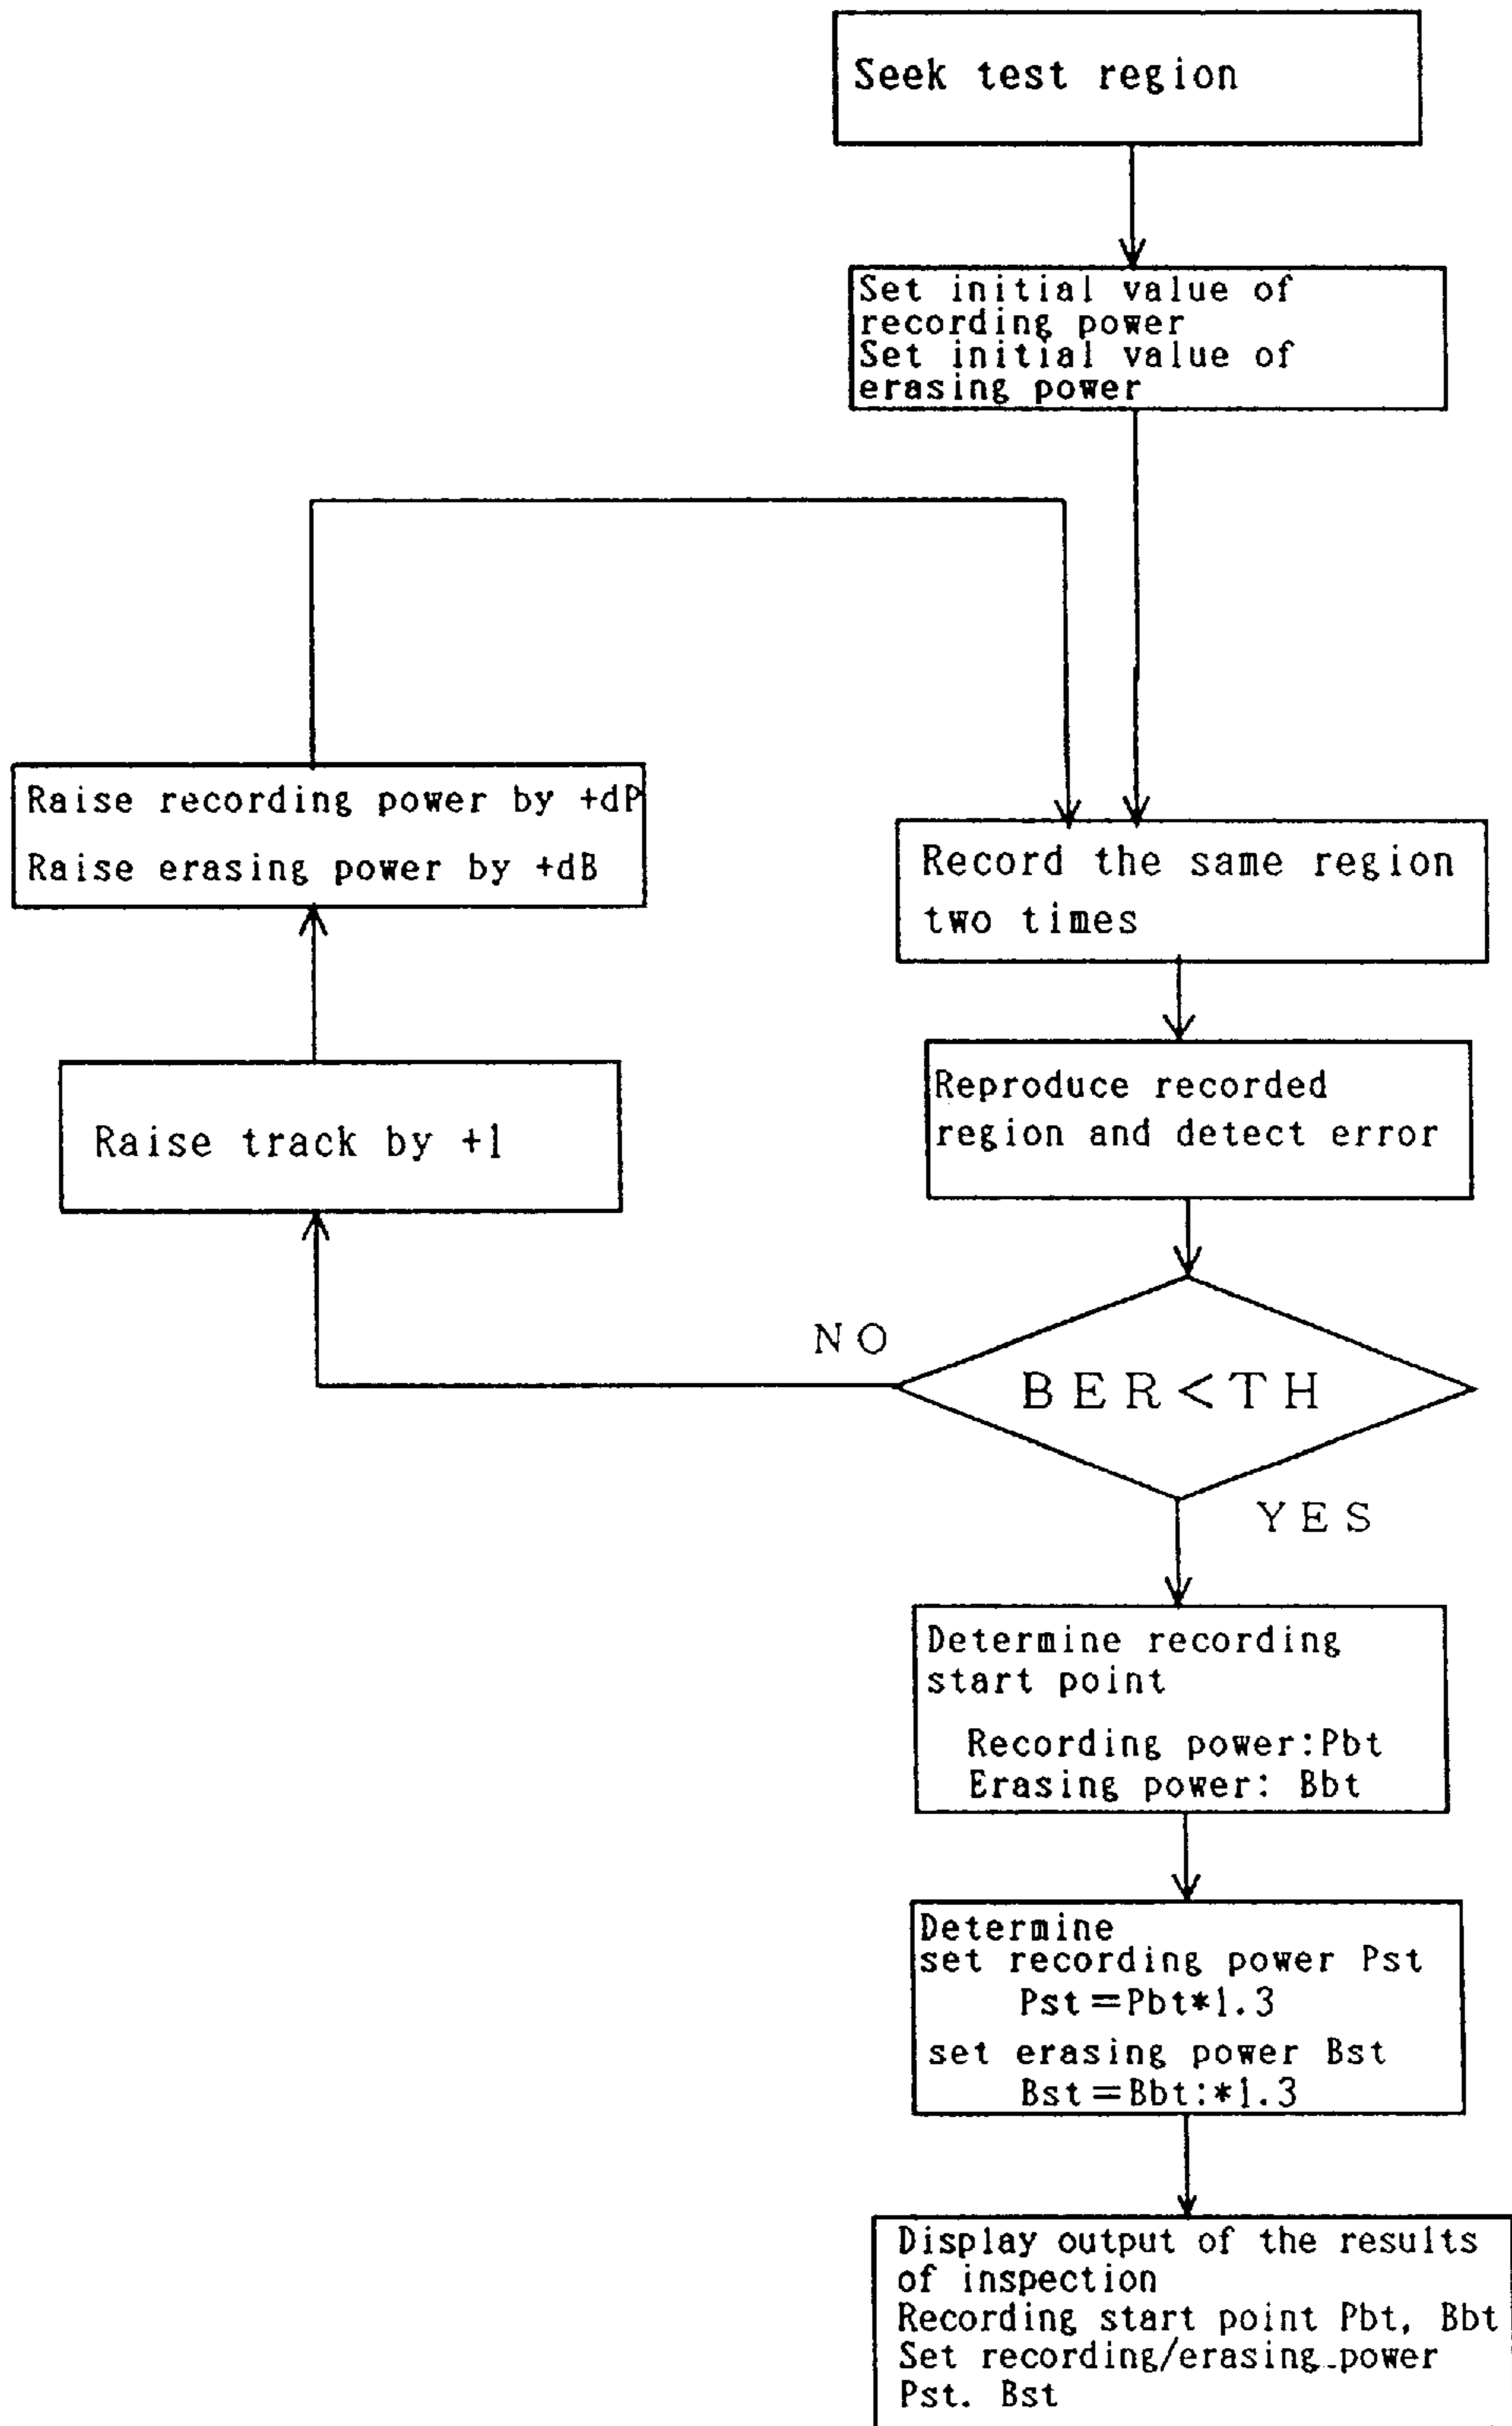 Seek test region
Set initial value of
recording power
Set initial value of
erasing power
Raise recording power by +dP
Raise erasing power by +dB
Record the same region
two times
Raise track by +1
Reproduce recorded
region and detect error
NO
BER<TH
YES
Determine recording
start point
Recording power:Pbt
Erasing power: Bbt
Determine
set recording power Pst
Pst=Pbt*1.3
set erasing power Bst
Bst=Bbt:*1.3
Display output of the results
of inspection
Recording start point Pbt, Bbt
Set recording/erasing power
Pst. Bst